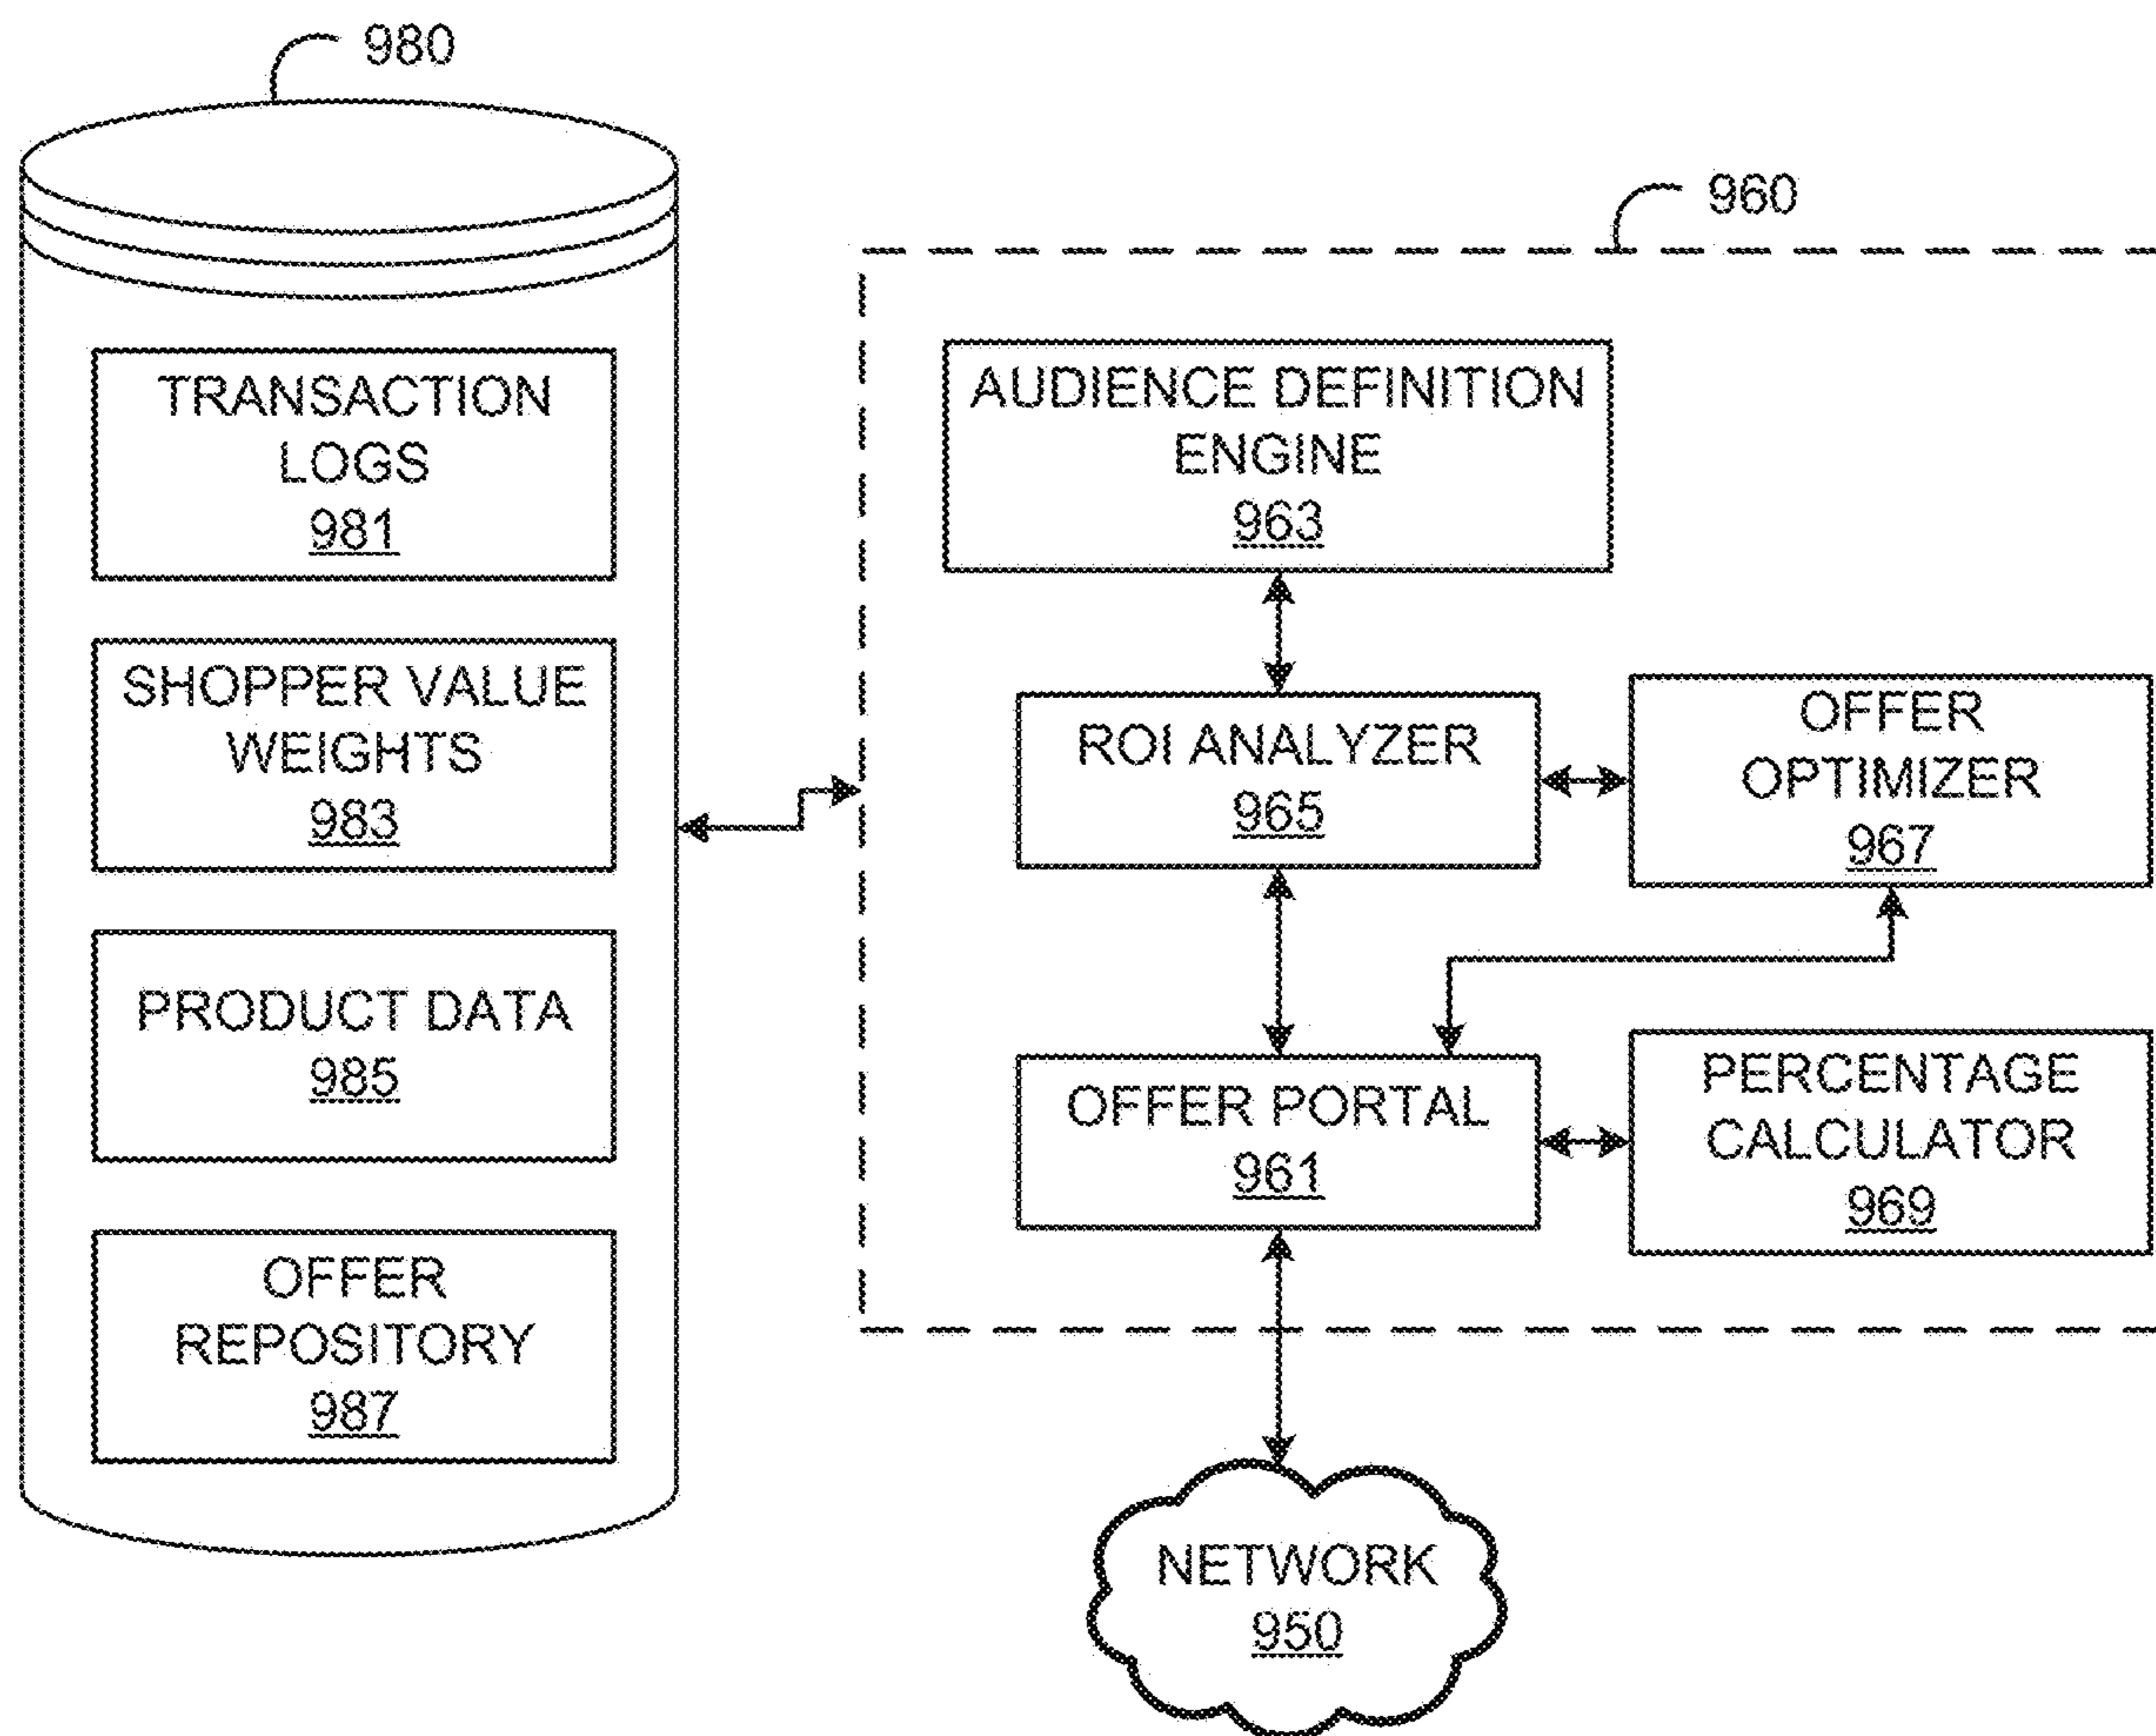 980
TRANSACTION
LOGS
981
SHOPPER VALUE
WEIGHTS
983
PRODUCT DATA
985
OFFER
REPOSITORY
987
960
AUDIENCE DEFINITION
ENGINE
963
ROI ANALYZER
965
OFFER
OPTIMIZER
967
OFFER PORTAL
961
PERCENTAGE
CALCULATOR
969
NETWORK
950